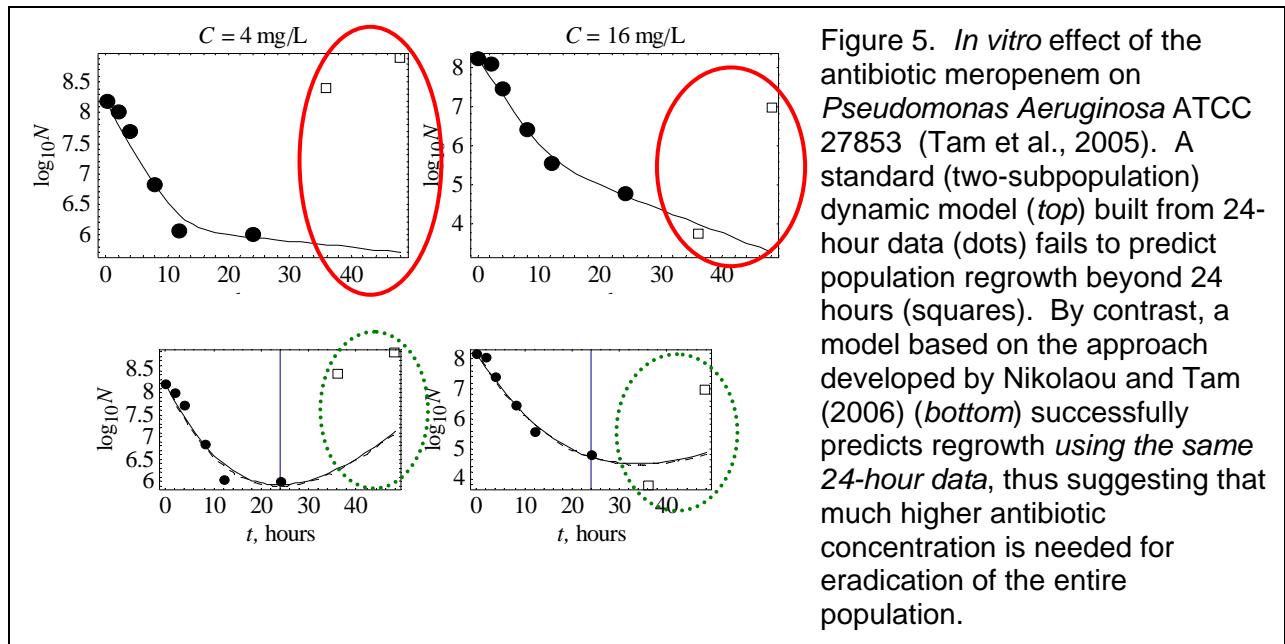 C = 4 mg/L
C = 16 mg/L
log10N
8.5
8
7.5
7
6.5
6
0 10 20 30 40
log10N
8
7
6
5
4
0 10 20 30 40
log10N
8.5
8
7.5
7
6.5
6
0 10 20 30 40
t, hours
log10N
8
7
6
5
4
0 10 20 30 40
t, hours
Figure 5. In vitro effect of the
antibiotic meropenem on
Pseudomonas Aeruginosa ATCC
27853 (Tam et al., 2005). A
standard (two-subpopulation)
dynamic model (top) built from 24-
hour data (dots) fails to predict
population regrowth beyond 24
hours (squares). By contrast, a
model based on the approach
developed by Nikolaou and Tam
(2006) (bottom) successfully
predicts regrowth using the same
24-hour data, thus suggesting that
much higher antibiotic
concentration is needed for
eradication of the entire
population.